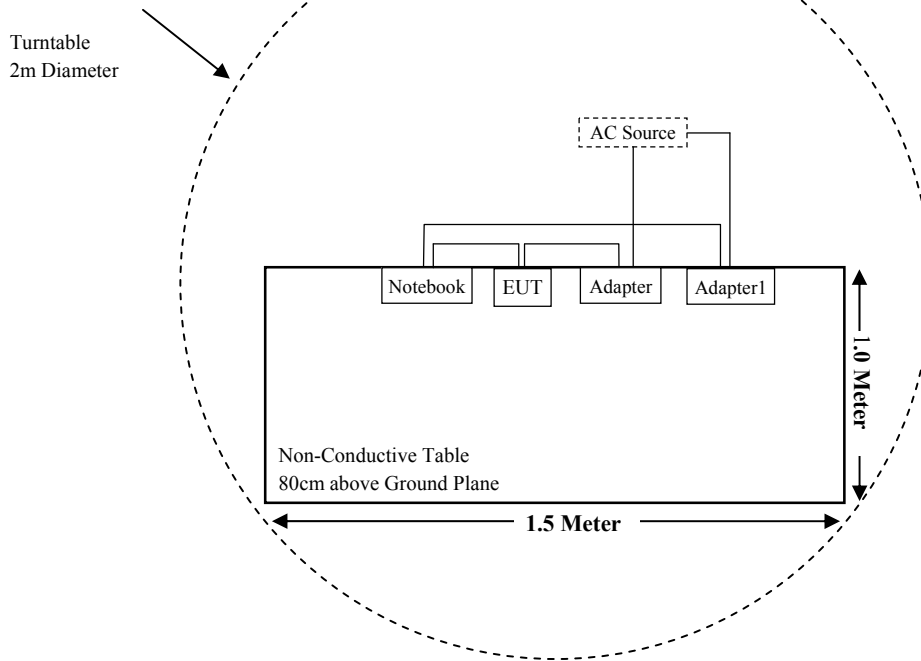 Turntable
2m Diameter
AC Source
Notebook
EUT
Adapter
Adapter1
1.0 Meter
Non-Conductive Table
80cm above Ground Plane
1.5 Meter